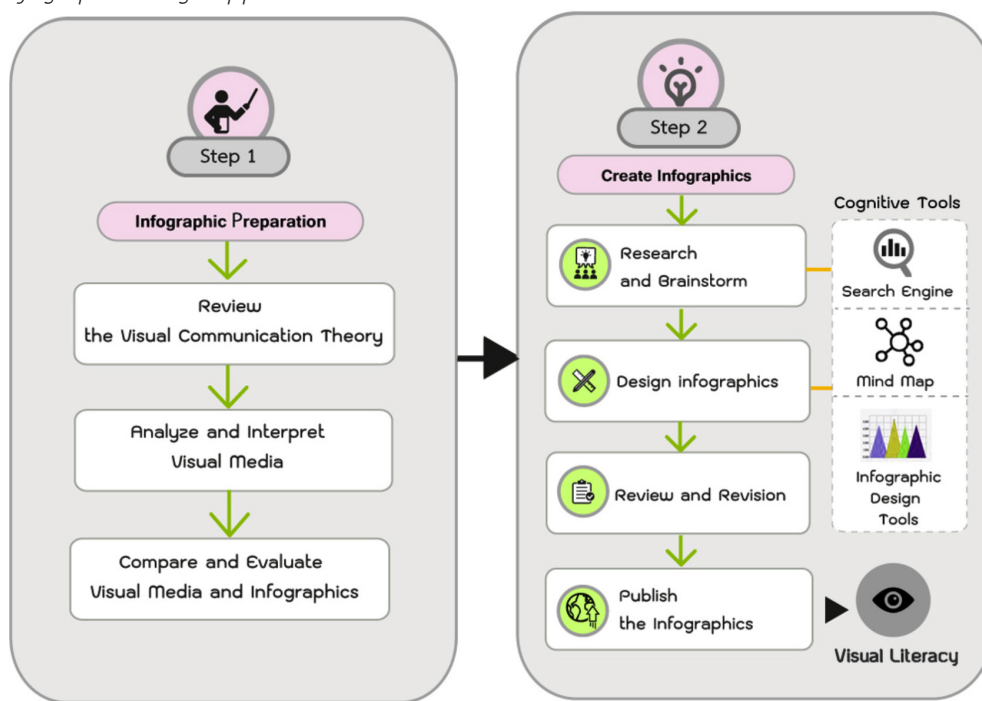 Step 1
Infographic Preparation
Review
the Visual Communication Theory
Analyze and Interpret
Visual Media
Compare and Evaluate
Visual Media and Infographics
Step 2
Create Infographics
Research
and Brainstorm
Design infographics
Review and Revision
Publish
the Infographics
Cognitive Tools
Search Engine
Mind Map
Infographic
Design
Tools
Visual Literacy